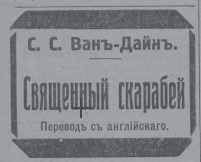 С. С. Ванъ-Дайнъ.
Священный скарабей
Переводъ съ англійскаго.